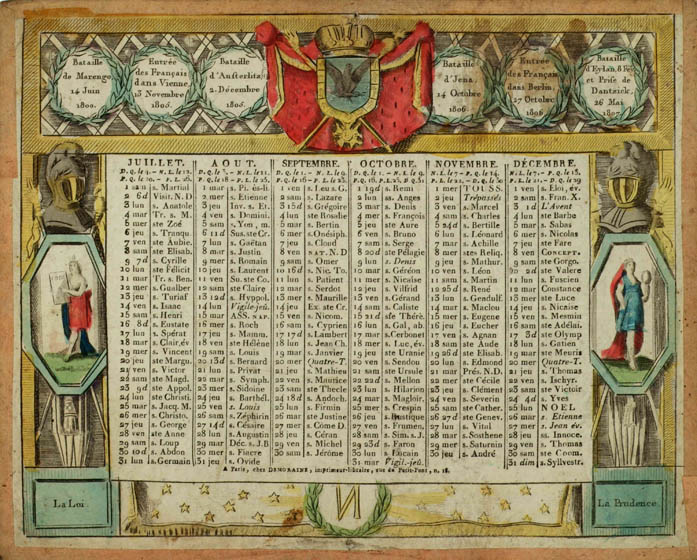 Bataille
de Marengo
14 Juin
1800.
Entrée
des Français
dans Vienne.
13 Novembre
1805.
Bataille
d'Austerlitz
2. Décembre
1805.
Bataille
d'Jena.
14 Octobre
1806.
Entrée
des Français
dans Berlin.
27 Octobre
1806.
Bataille
d'Eylau, 8 Fév
et Prise de
Dantzick,
26 Mai
1807.
JUILLET.
1 sam s. Martial
2 6d Visit. N.D
3 lun s. Anatole
4 mar Tr. s. M.
5 mer ste Zoé
6 jeu s. Tranqu.
7 ven ste Aubie.
8 sam ste Elisab.
9 7d s. Cyrille
10 lun ste Félicit
11 mar Tr. s. Ben.
12 mer s. Gualber
13 jeu s. Turiaf
14 ven s. Isaac
15 sam s. Henri
16 8d s. Eustate
17 lun s. Spérat
18 mar s. Clair, év
19 mer s. Vincent
20 jeu ste Margu.
21 ven s. Victor
22 sam ste Magd.
23 9d ste Appol.
24 lun ste Christi.
25 mar s. Jacq. M.
26 mer s. Christo.
27 jeu s. George
28 ven ste Anne
29 sam s. Loup
30 10d s. Abdon
31 lun s. Germain
AOUT.
1 mar s. Pi. ès-li.
2 mer s. Etienne
3 jeu Inv. s. Et.
4 ven s. Domini.
5 sam s. Yon, m.
6 11d Sus. ste Cr.
7 lun s. Gaëtan
8 mar s. Justin
9 mer s. Romain
10 jeu s. Laurent
11 ven Su. ste Co.
12 sam ste Claire
13 12d s. Hyppol.
14 lun Vigile-jeû.
15 mar ASS. N.D
16 mer s. Roch
17 jeu s. Mamm.
18 ven ste Hélène
19 sam s. Louis
20 13d s. Bernard
21 lun s. Privat
22 mar s. Symph.
23 mer s. Sidoine
24 jeu s. Barthél.
25 ven s. Louis
26 sam s. Zéphirin
27 14d s. Césaire
28 lun s. Augustin
29 mar Déc. s. J.B
30 mer s. Fiacre
31 jeu s. Ovide
SEPTEMBRE.
1 ven s. Leu s. G.
2 sam s. Lazare
3 15d s. Grégoire
4 lun ste Rosalie
5 mar s. Bertin
6 mer s. Onésiph.
7 jeu s. Cloud
8 ven NAT. N. D
9 sam s. Omer
10 16d s. Nic. To.
11 lun s. Patient
12 mar s. Serdot
13 mer s. Maurille
14 jeu Ex. ste Cr.
15 ven s. Nicom.
16 sam s. Cyprien
17 17d s. Lambert
18 lun s. Jean Ch.
19 mar s. Janvier
20 mer Quatre-T.
21 jeu s. Mathieu
22 ven s. Maurice
23 sam ste Thecle
24 18d s. Andoch.
25 lun s. Firmin
26 mar ste Justine
27 mer s. Côme D.
28 jeu s. Céran
29 ven s. Michel
30 sam s. Jérôme
OCTOBRE.
1 19d s. Remi
2 lun ss. Anges
3 mar s. Denis
4 mer s. François
5 jeu ste Aure
6 ven s. Bruno
7 sam s. Serge
8 20d ste Pélagie
9 lun s. Denis
10 mar s. Géréon
11 mer s. Nicaise
12 jeu s. Vilfrid
13 ven s. Gérand
14 sam s. Caliste
15 21d ste Thére.
16 lun s. Gal, ab.
17 mar s. Cerbonet
18 mer s. Luc, év.
19 jeu ste Uranie
20 ven s. Sendou
21 sam ste Ursule
22 22d s. Mellon
23 lun s. Hilarion
24 mar s. Magloir.
25 mer s. Crespin
26 jeu s. Rustique
27 ven s. Frumen.
28 sam s. Sim. s. J.
29 23d s. Faron
30 lun s. Lucain
31 mar Vigil-jeû.
NOVEMBRE.
1 mer TOUSS.
2 jeu Trépassés
3 ven s. Marcel
4 sam s. Charles
5 24d s. Bertille
6 lun s. Léonard
7 mar s. Achille
8 mer stes Reliq.
9 jeu s. Mathur.
10 ven s. Léon
11 sam s. Martin
12 25d s. René
13 lun s. Gendulf.
14 mar s. Maclou
15 mer s. Eugene
16 jeu s. Eucher
17 ven s. Agnan
18 sam ste Aude
19 26d ste Elisab.
20 lun s. Edmond
21 mar Prés. N.D
22 mer ste Cécile
23 jeu s. Clément
24 ven s. Severin
25 sam ste Cather.
26 27d ste Genev.
27 lun s. Vital
28 mar s. Sosthene
29 mer s. Saturnin
30 jeu s. André
DÉCEMBRE.
1 ven s. Eloi, év.
2 sam s. Fran. X.
3 1d L'Avent
4 lun ste Barbe
5 mar s. Sabas
6 mer s. Nicolas
7 jeu ste Fare
8 ven CONCEPT.
9 sam ste Gorgo.
10 2d ste Valere
11 lun s. Fuscien
12 mar s. Constance
13 mer ste Luce
14 jeu s. Nicaise
15 ven s. Mesmin
16 sam ste Adélaï.
17 3d ste Olymp
18 lun s. Gatien
19 mar ste Meuris
20 mer Quatre-T.
21 jeu s. Thomas
22 ven s. Ischyr.
23 sam ste Victoir
24 4d s. Yves
25 lun NOEL
26 mar s. Etienne
27 mer s. Jean év.
28 jeu ss. Innoce.
29 ven s. Thomas
30 sam ste Coom.
31 dim s. Syllvestr.
A Paris, chez DEMORAINE, imprimeur-libraire, rue du Petit-Pont, n. 18.
La Loi.
N
La Prudence.